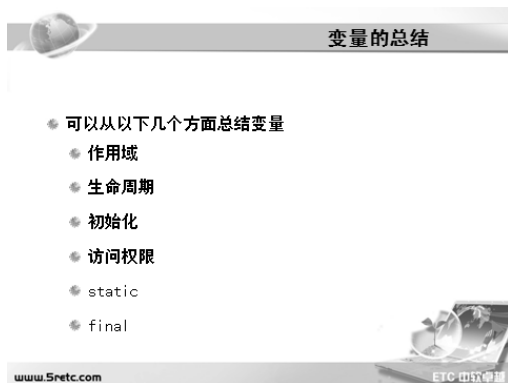 变量的总结
可以从以下几个方面总结变量
作用域
生命周期
初始化
访问权限
static
final
www.5retc.com
ETC 中软卓越